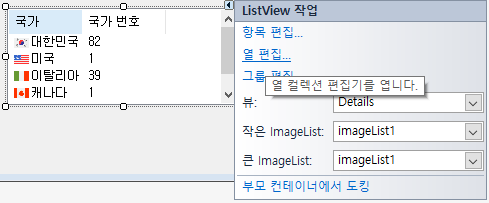 국가 국가 번호
대한민국 82
미국 1
이탈리아 39
캐나다 1
ListView 작업
항목 편집...
열 편집...
그룹 편집
열 컬렉션 편집기를 엽니다.
뷰: Details
작은 ImageList: imageList1
큰 ImageList: imageList1
부모 컨테이너에서 도킹